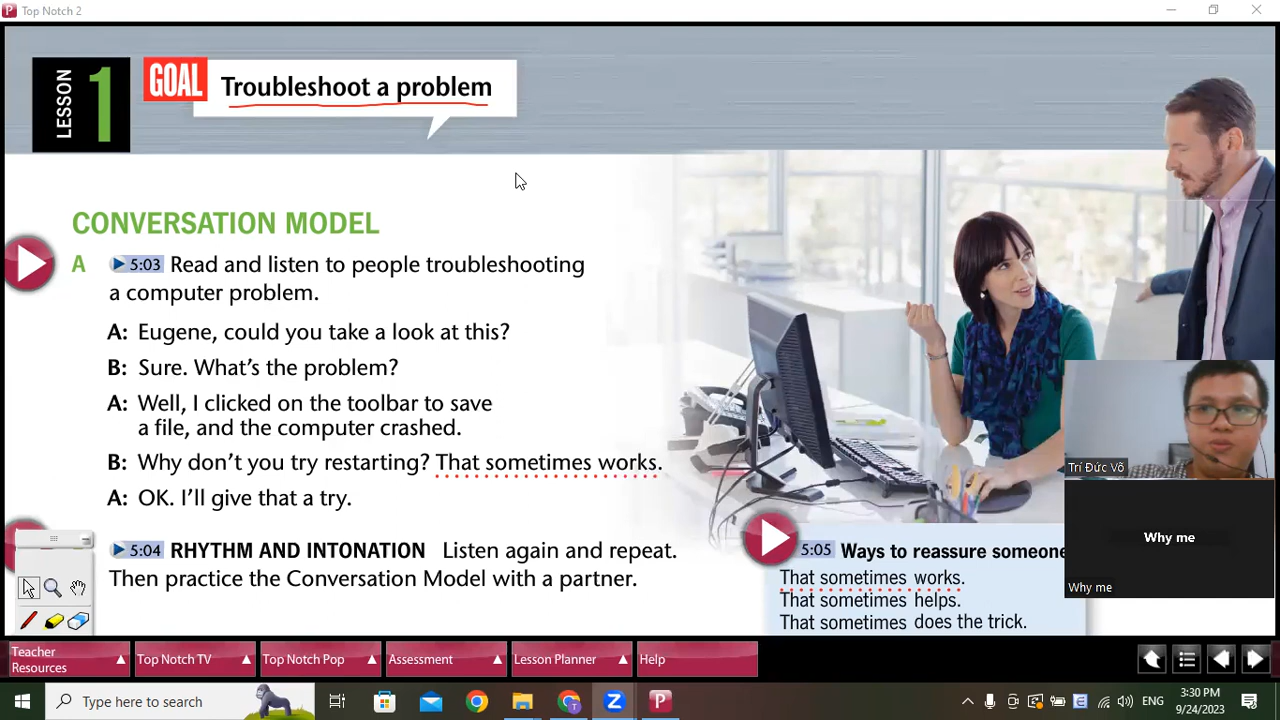 Top Notch 2
LESSON 1
GOAL
Troubleshoot a problem
CONVERSATION MODEL
A 5:03 Read and listen to people troubleshooting
a computer problem.
A: Eugene, could you take a look at this?
B: Sure. What's the problem?
A: Well, I clicked on the toolbar to save
a file, and the computer crashed.
B: Why don't you try restarting? That sometimes works.
A: OK. I'll give that a try.
5:04 RHYTHM AND INTONATION Listen again and repeat.
Then practice the Conversation Model with a partner.
5:05 Ways to reassure someone
That sometimes works.
That sometimes helps.
That sometimes does the trick.
Trí Đức Võ
Why me
Why me
Teacher
Resources
Top Notch TV
Top Notch Pop
Assessment
Lesson Planner
Help
Type here to search
ENG
3:30 PM
9/24/2023